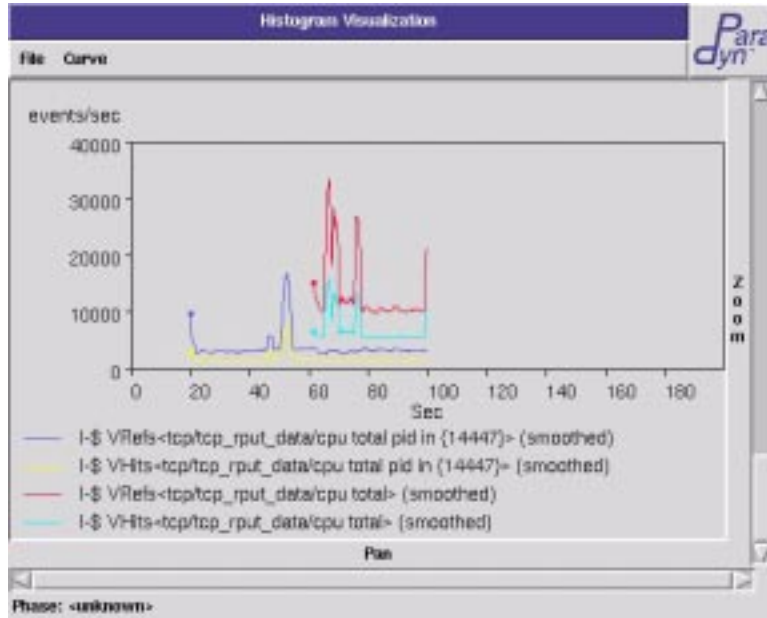 Histogram Visualization
Paradyn
File Curve
events/sec
40000
30000
20000
10000
0
0 20 40 60 80 100 120 140 160 180
Sec
Zoom
I-$ VRefs<tcp/tcp_rput_data/cpu total pid in {14447}> (smoothed)
I-$ VHits<tcp/tcp_rput_data/cpu total pid in {14447}> (smoothed)
I-$ VRefs<tcp/tcp_rput_data/cpu total> (smoothed)
I-$ VHits<tcp/tcp_rput_data/cpu total> (smoothed)
Pan
Phase: <unknown>